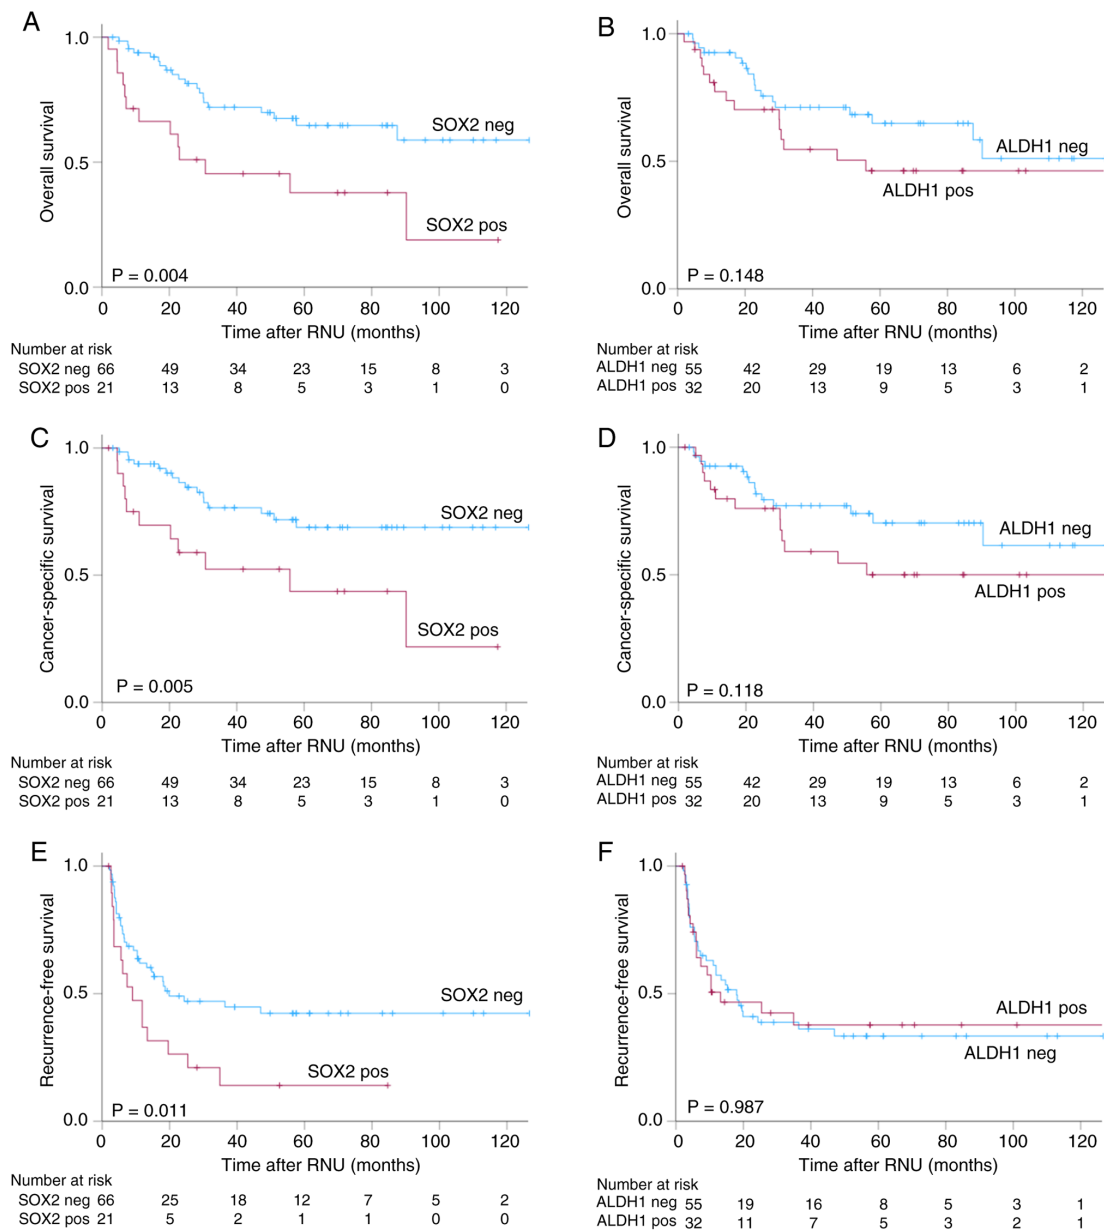 A
Overall survival
1.0
0.5
0.0
SOX2 neg
SOX2 pos
P = 0.004
0 20 40 60 80 100 120
Time after RNU (months)
Number at risk
SOX2 neg 66 49 34 23 15 8 3
SOX2 pos 21 13 8 5 3 1 0
B
Overall survival
1.0
0.5
0.0
ALDH1 neg
ALDH1 pos
P = 0.148
0 20 40 60 80 100 120
Time after RNU (months)
Number at risk
ALDH1 neg 55 42 29 19 13 6 2
ALDH1 pos 32 20 13 9 5 3 1
C
Cancer-specific survival
1.0
0.5
0.0
SOX2 neg
SOX2 pos
P = 0.005
0 20 40 60 80 100 120
Time after RNU (months)
Number at risk
SOX2 neg 66 49 34 23 15 8 3
SOX2 pos 21 13 8 5 3 1 0
D
Cancer-specific survival
1.0
0.5
0.0
ALDH1 neg
ALDH1 pos
P = 0.118
0 20 40 60 80 100 120
Time after RNU (months)
Number at risk
ALDH1 neg 55 42 29 19 13 6 2
ALDH1 pos 32 20 13 9 5 3 1
E
Recurrence-free survival
1.0
0.5
0.0
SOX2 neg
SOX2 pos
P = 0.011
0 20 40 60 80 100 120
Time after RNU (months)
Number at risk
SOX2 neg 66 25 18 12 7 5 2
SOX2 pos 21 5 2 1 1 0 0
F
Recurrence-free survival
1.0
0.5
0.0
ALDH1 pos
ALDH1 neg
P = 0.987
0 20 40 60 80 100 120
Time after RNU (months)
Number at risk
ALDH1 neg 55 19 16 8 5 3 1
ALDH1 pos 32 11 7 5 3 2 1